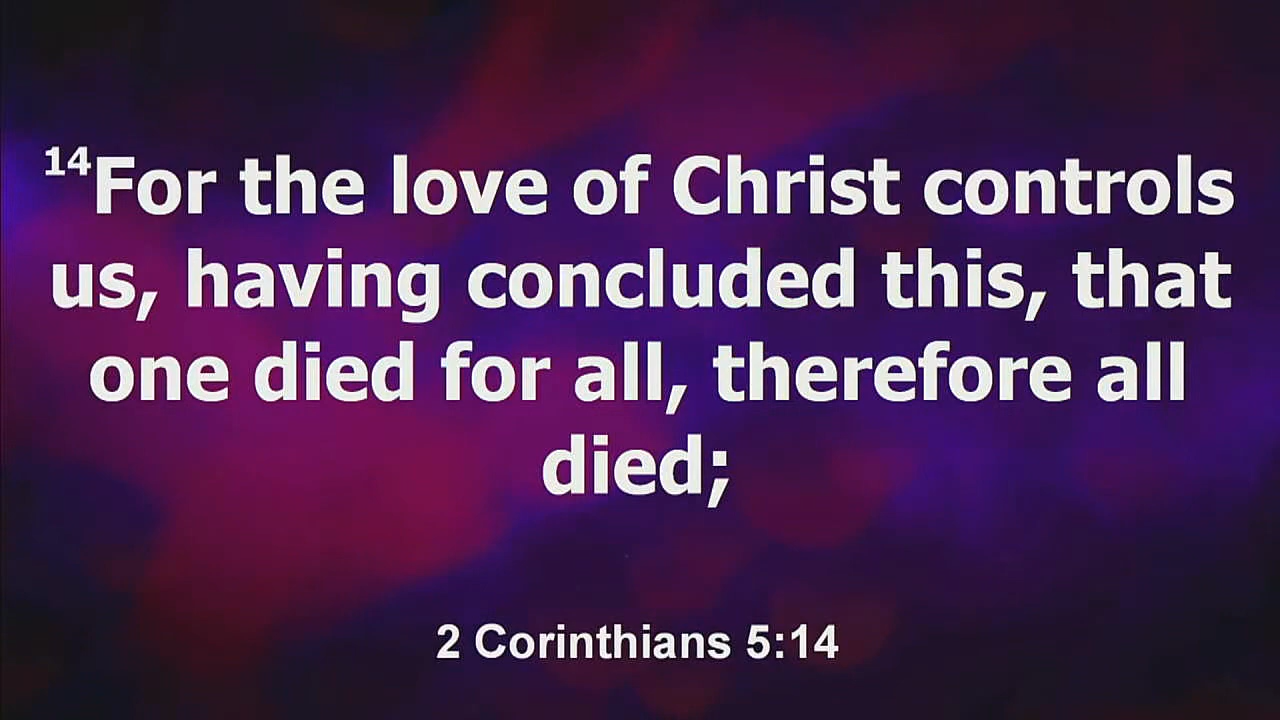 14For the love of Christ controls
us, having concluded this, that
one died for all, therefore all
died;
2 Corinthians 5:14